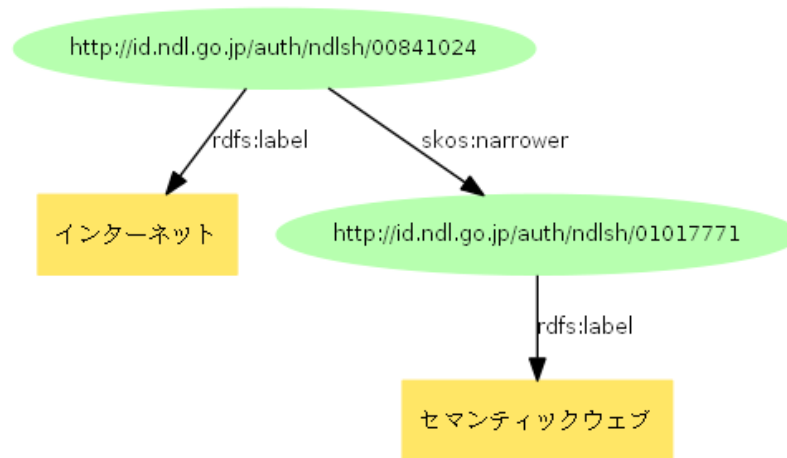 http://id.ndl.go.jp/auth/ndlsh/00841024
rdfs:label
skos:narrower
インターネット
http://id.ndl.go.jp/auth/ndlsh/01017771
rdfs:label
セマンティックウェブ